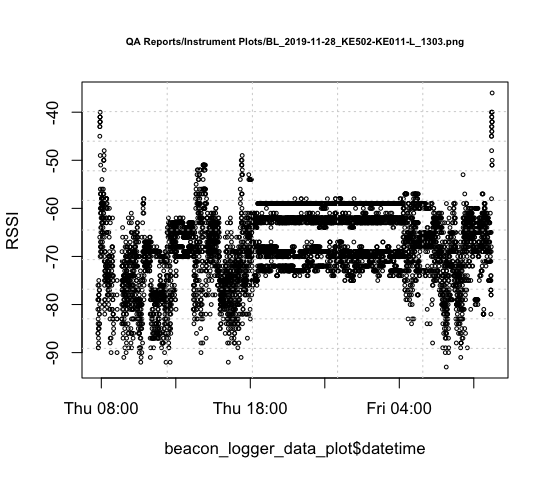 QA Reports/Instrument Plots/BL_2019-11-28_KE502-KE011-L_1303.png
-40
-50
-60
-70
-80
-90
RSSI
Thu 08:00
Thu 18:00
Fri 04:00
beacon_logger_data_plot$datetime